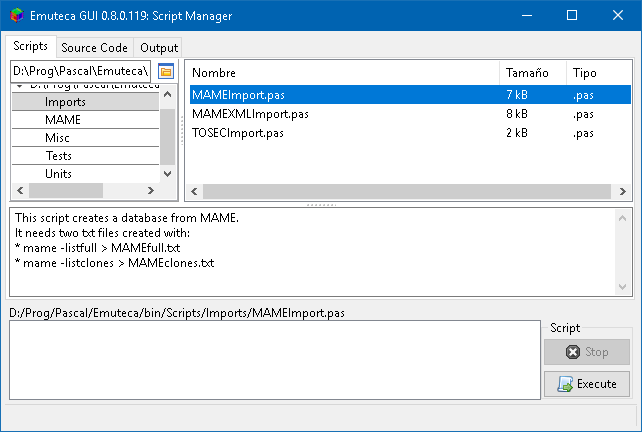 Emuteca GUI 0.8.0.119: Script Manager
Scripts Source Code Output
D:\Prog\Pascal\Emuteca\
D:\Prog\Pascal\Emuteca
Imports
MAME
Misc
Tests
Units
Nombre Tamaño Tipo
MAMEImport.pas 7 kB .pas
MAMEXMLImport.pas 8 kB .pas
TOSECImport.pas 2 kB .pas
This script creates a database from MAME.
It needs two txt files created with:
* mame -listfull > MAMEfull.txt
* mame -listclones > MAMEclones.txt
D:/Prog/Pascal/Emuteca/bin/Scripts/Imports/MAMEImport.pas
Script
Stop
Execute